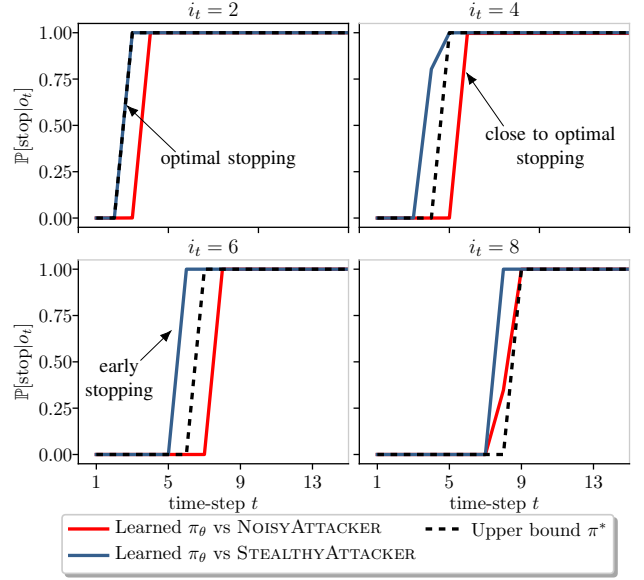 i_t = 2
i_t = 4
1.00
0.75
0.50
0.25
0.00
ℙ[stop|o_t]
optimal stopping
close to optimal
stopping
i_t = 6
i_t = 8
1.00
0.75
0.50
0.25
0.00
ℙ[stop|o_t]
early
stopping
1 5 9 13
1 5 9 13
time-step t
time-step t
Learned π_θ vs NOISYATTACKER
Upper bound π*
Learned π_θ vs STEALTHYATTACKER